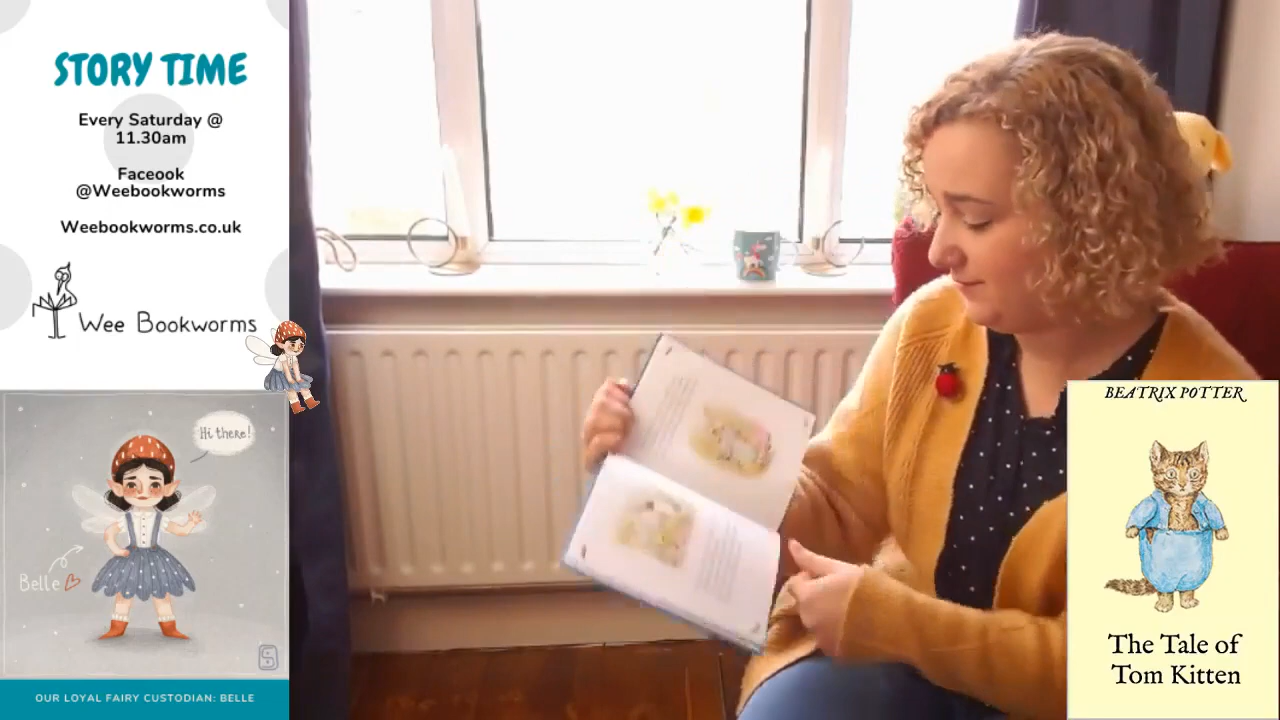 STORY TIME
Every Saturday @
11.30am
Faceook
@Weebookworms
Weebookworms.co.uk
Wee Bookworms
Hi there!
Belle
OUR LOYAL FAIRY CUSTODIAN: BELLE
BEATRIX POTTER
The Tale of
Tom Kitten